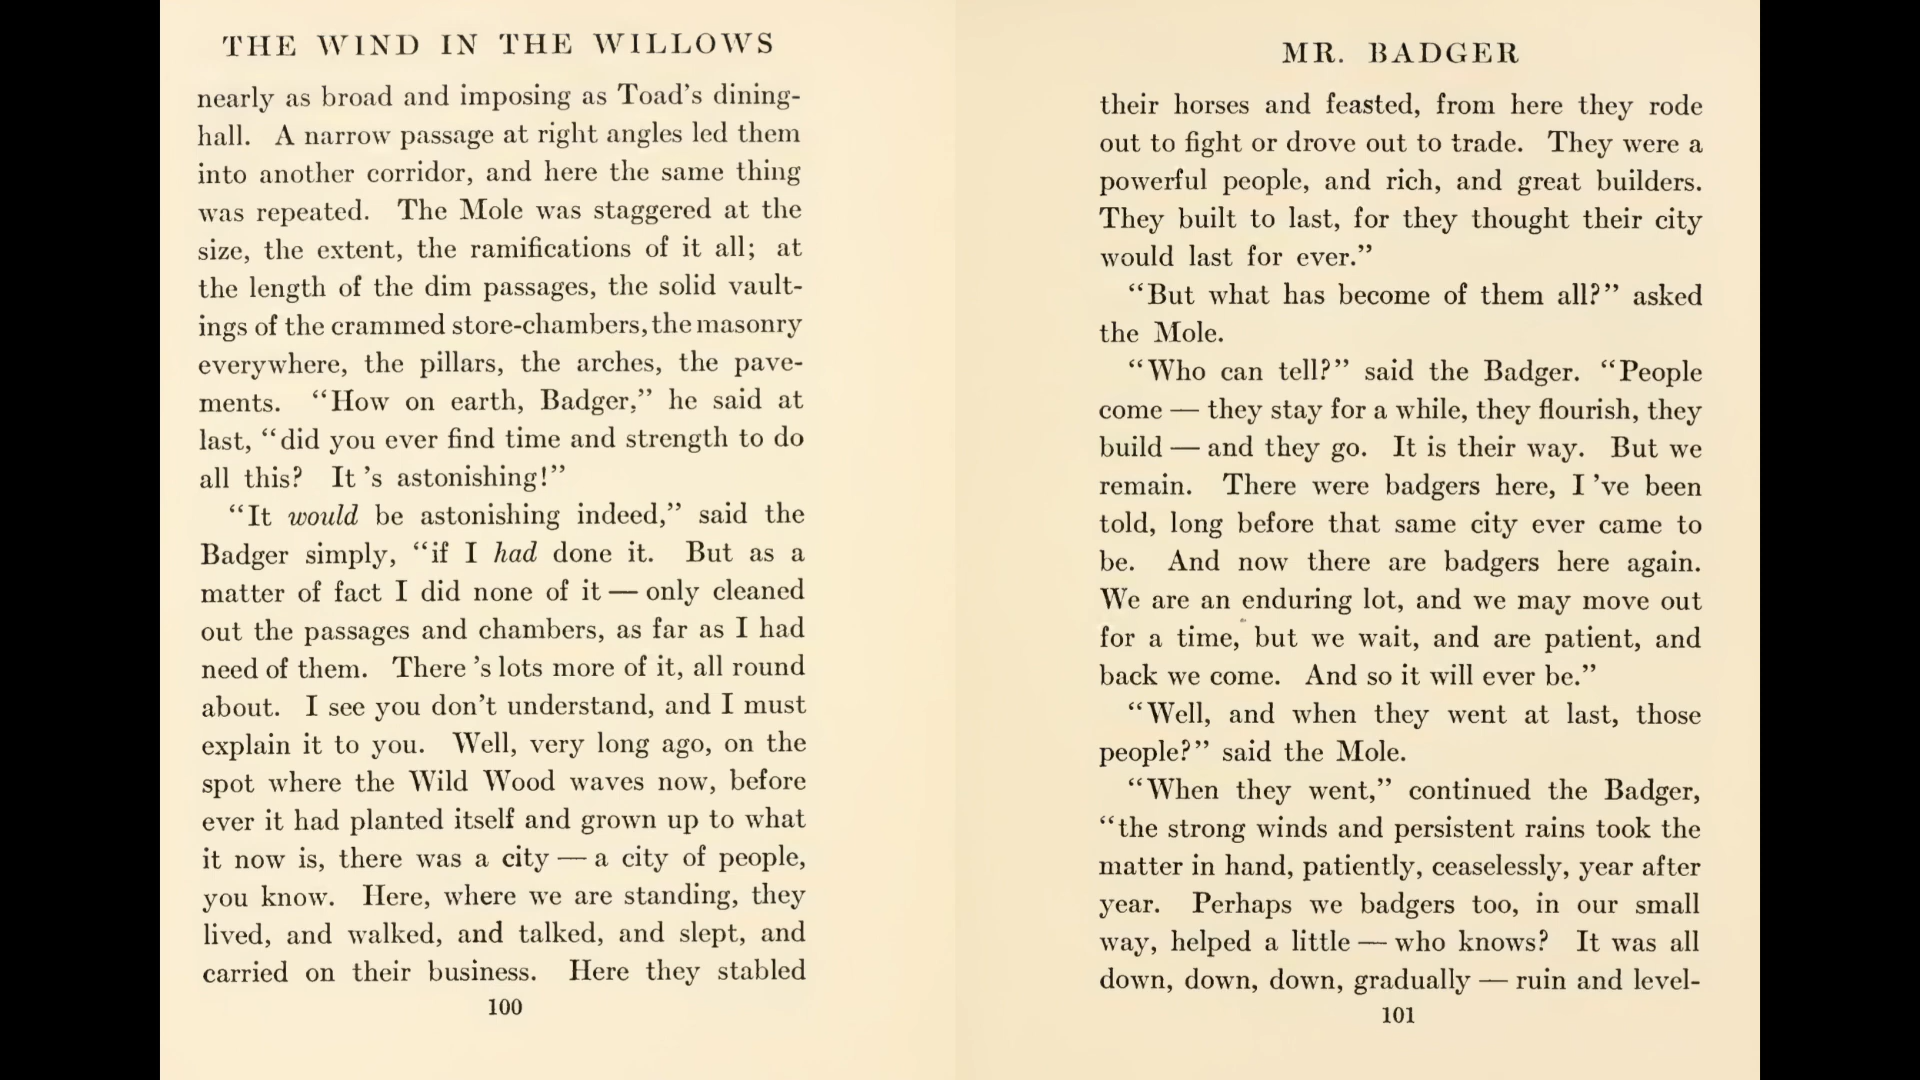 THE WIND IN THE WILLOWS
nearly as broad and imposing as Toad's dining-
hall. A narrow passage at right angles led them
into another corridor, and here the same thing
was repeated. The Mole was staggered at the
size, the extent, the ramifications of it all; at
the length of the dim passages, the solid vault-
ings of the crammed store-chambers, the masonry
everywhere, the pillars, the arches, the pave-
ments. “How on earth, Badger,” he said at
last, “did you ever find time and strength to do
all this? It 's astonishing!”
“It would be astonishing indeed,” said the
Badger simply, “if I had done it. But as a
matter of fact I did none of it — only cleaned
out the passages and chambers, as far as I had
need of them. There 's lots more of it, all round
about. I see you don't understand, and I must
explain it to you. Well, very long ago, on the
spot where the Wild Wood waves now, before
ever it had planted itself and grown up to what
it now is, there was a city — a city of people,
you know. Here, where we are standing, they
lived, and walked, and talked, and slept, and
carried on their business. Here they stabled
100
MR. BADGER
their horses and feasted, from here they rode
out to fight or drove out to trade. They were a
powerful people, and rich, and great builders.
They built to last, for they thought their city
would last for ever.”
“But what has become of them all?” asked
the Mole.
“Who can tell?” said the Badger. “People
come — they stay for a while, they flourish, they
build — and they go. It is their way. But we
remain. There were badgers here, I 've been
told, long before that same city ever came to
be. And now there are badgers here again.
We are an enduring lot, and we may move out
for a time, but we wait, and are patient, and
back we come. And so it will ever be.”
“Well, and when they went at last, those
people?” said the Mole.
“When they went,” continued the Badger,
“the strong winds and persistent rains took the
matter in hand, patiently, ceaselessly, year after
year. Perhaps we badgers too, in our small
way, helped a little — who knows? It was all
down, down, down, gradually — ruin and level-
101